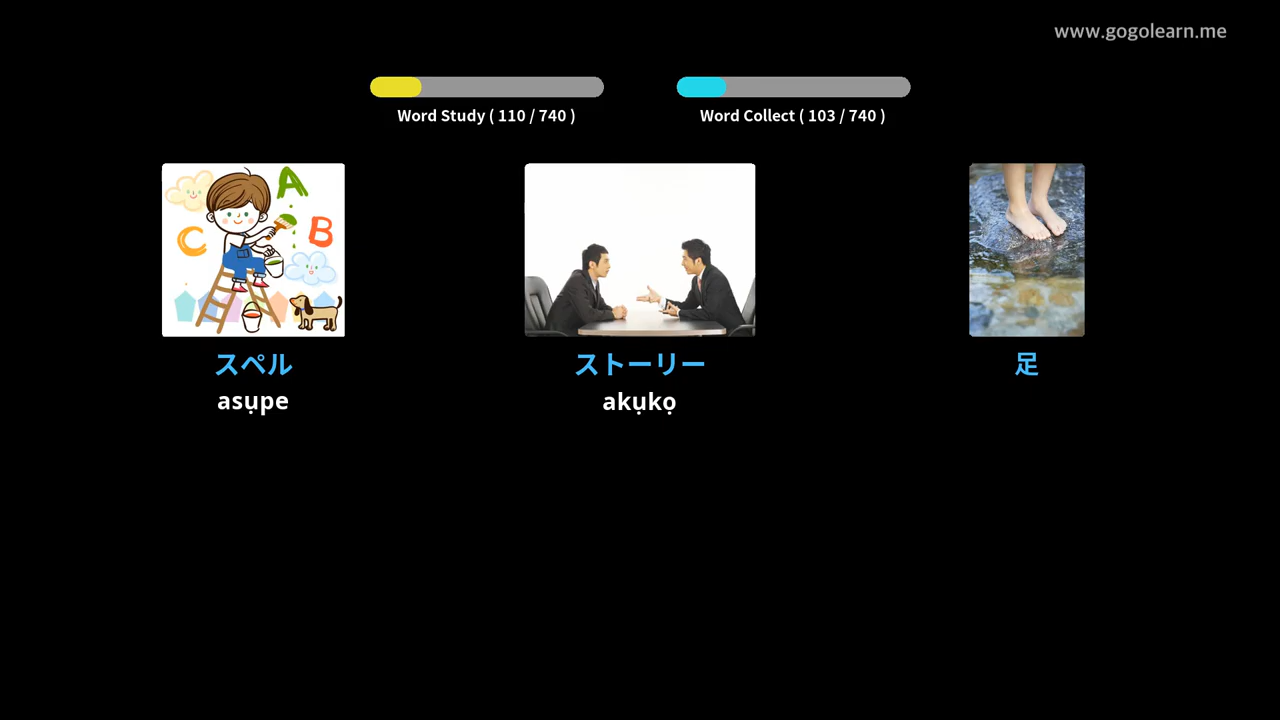 www.gogolearn.me
Word Study ( 110 / 740 )
Word Collect ( 103 / 740 )
A
B
C
スペル
asụpe
ストーリー
akụkọ
足